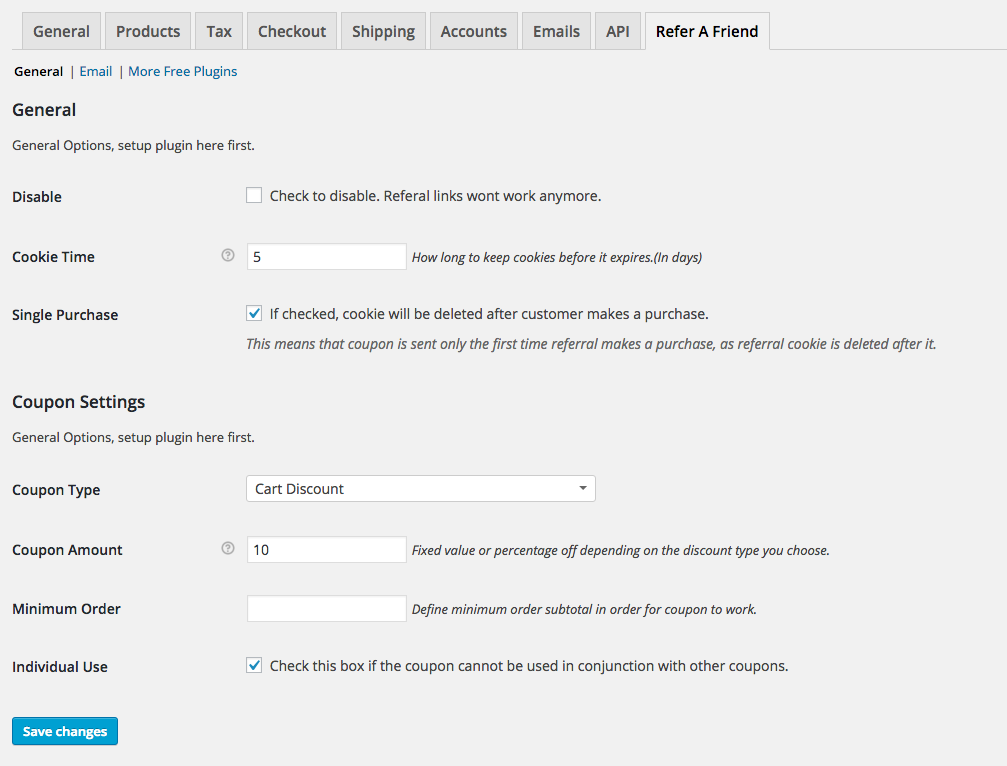 General Products Tax Checkout Shipping Accounts Emails API Refer A Friend
General | Email | More Free Plugins
General
General Options, setup plugin here first.
Disable Check to disable. Referal links wont work anymore.
Cookie Time ? 5 How long to keep cookies before it expires.(In days)
Single Purchase If checked, cookie will be deleted after customer makes a purchase.
This means that coupon is sent only the first time referral makes a purchase, as referral cookie is deleted after it.
Coupon Settings
General Options, setup plugin here first.
Coupon Type Cart Discount
Coupon Amount ? 10 Fixed value or percentage off depending on the discount type you choose.
Minimum Order Define minimum order subtotal in order for coupon to work.
Individual Use Check this box if the coupon cannot be used in conjunction with other coupons.
Save changes